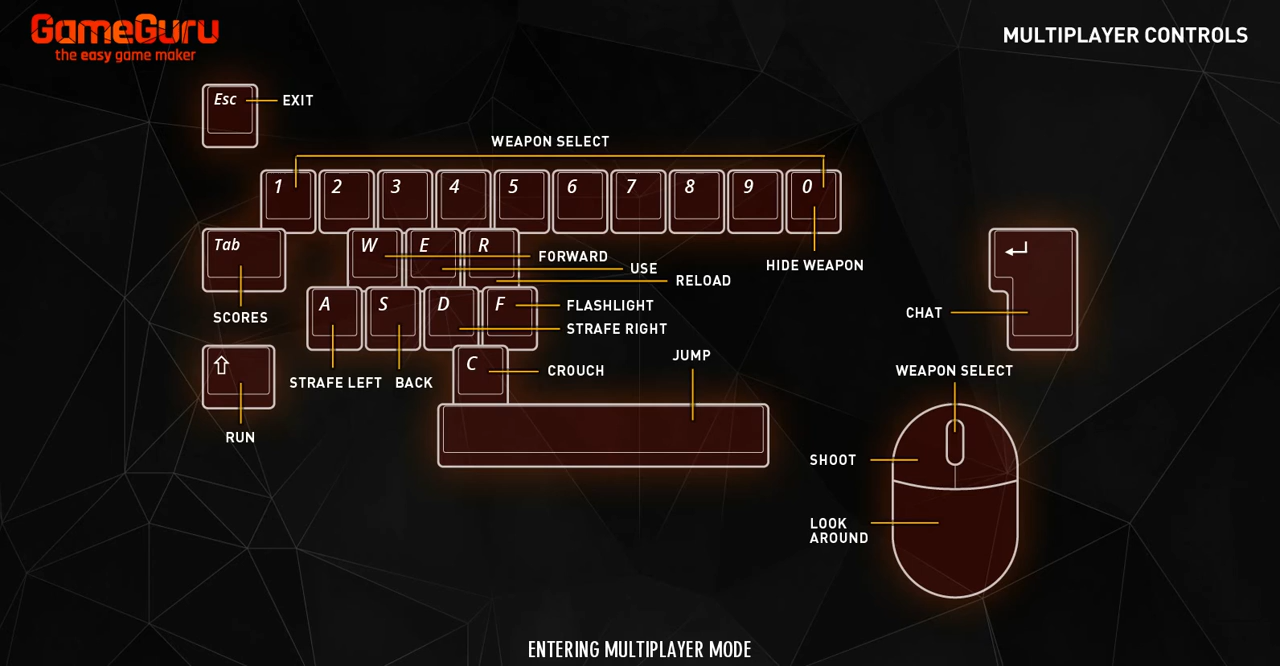 GameGuru
the easy game maker
MULTIPLAYER CONTROLS
Esc
EXIT
WEAPON SELECT
1
2
3
4
5
6
7
8
9
0
Tab
W
E
R
FORWARD
USE
RELOAD
HIDE WEAPON
SCORES
A
S
D
F
FLASHLIGHT
STRAFE RIGHT
CHAT
JUMP
C
CROUCH
STRAFE LEFT
BACK
WEAPON SELECT
RUN
SHOOT
LOOK
AROUND
ENTERING MULTIPLAYER MODE